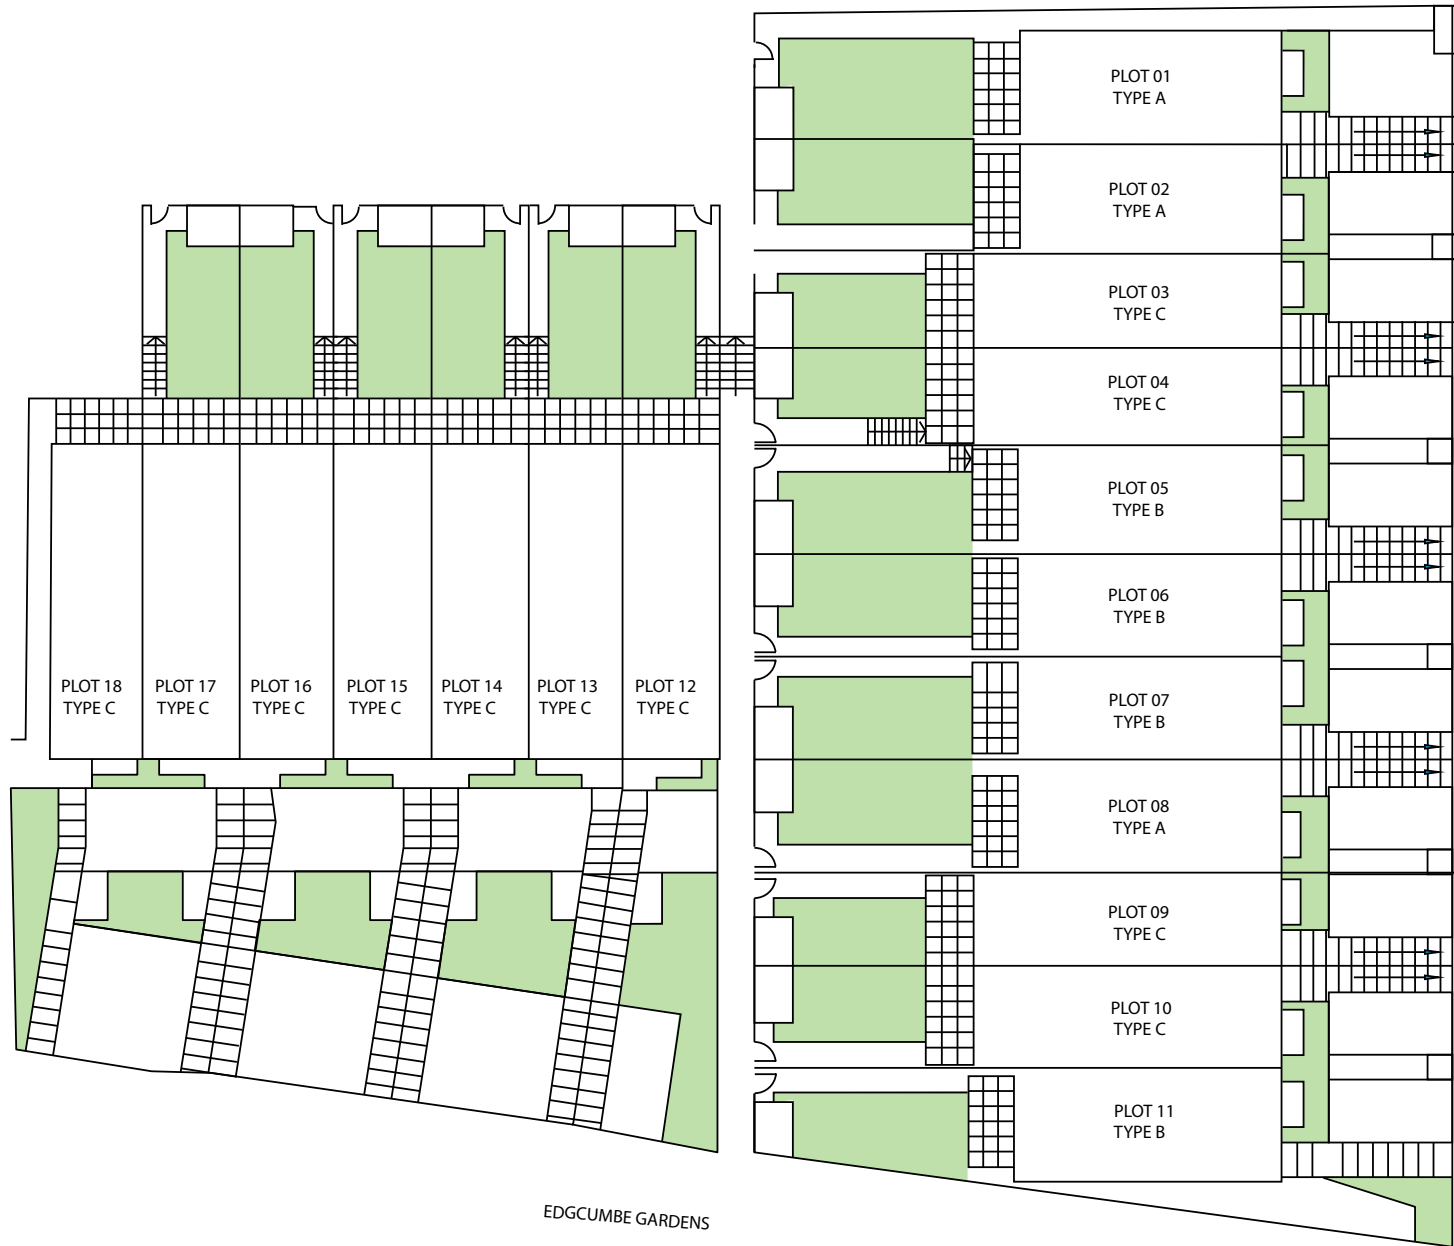 PLOT 01
TYPE A
PLOT 02
TYPE A
PLOT 03
TYPE C
PLOT 04
TYPE C
PLOT 05
TYPE B
PLOT 06
TYPE B
PLOT 07
TYPE B
PLOT 08
TYPE A
PLOT 09
TYPE C
PLOT 10
TYPE C
PLOT 11
TYPE B
PLOT 18
TYPE C
PLOT 17
TYPE C
PLOT 16
TYPE C
PLOT 15
TYPE C
PLOT 14
TYPE C
PLOT 13
TYPE C
PLOT 12
TYPE C
EDGCUMBE GARDENS